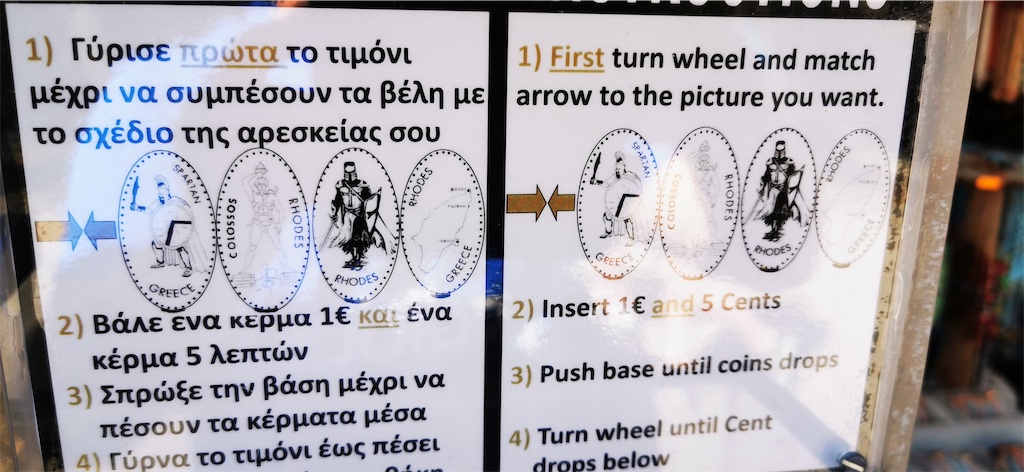 1) Γύρισε πρώτα το τιμόνι
μέχρι να συμπέσουν τα βέλη με
το σχέδιο της αρεσκείας σου
SPARTAN
GREECE
COLOSSOS
RHODES
RHODES
RHODES
GREECE
2) Βάλε ένα κέρμα 1€ και ένα
κέρμα 5 λεπτών
3) Σπρώξε την βάση μέχρι να
πέσουν τα κέρματα μέσα
4) Γύρνα το τιμόνι έως πέσει
1) First turn wheel and match
arrow to the picture you want.
SPARTAN
GREECE
COLOSSOS
RHODES
RHODES
RHODES
GREECE
2) Insert 1€ and 5 Cents
3) Push base until coins drops
4) Turn wheel until Cent
drops below